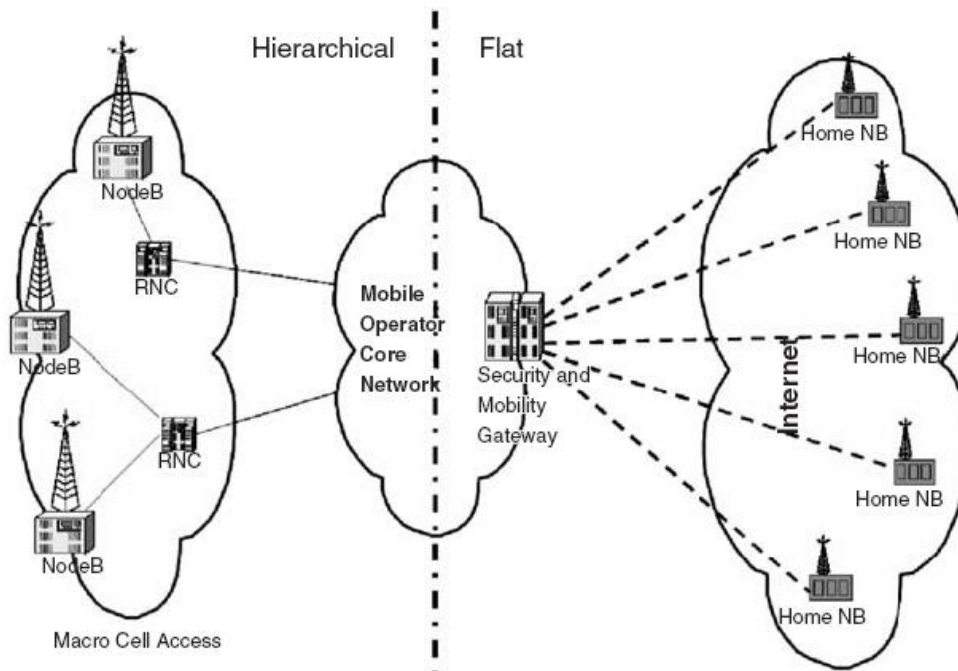 Hierarchical
Flat
NodeB
RNC
NodeB
RNC
NodeB
Macro Cell Access
Mobile
Operator
Core
Network
Security and
Mobility
Gateway
Internet
Home NB
Home NB
Home NB
Home NB
Home NB